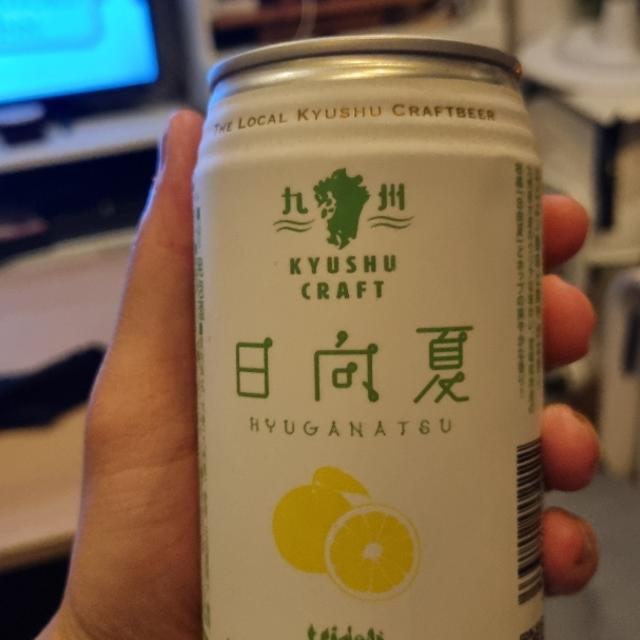 THE LOCAL KYUSHU CRAFTBEER
九州
KYUSHU
CRAFT
日向夏
HYUGANATSU